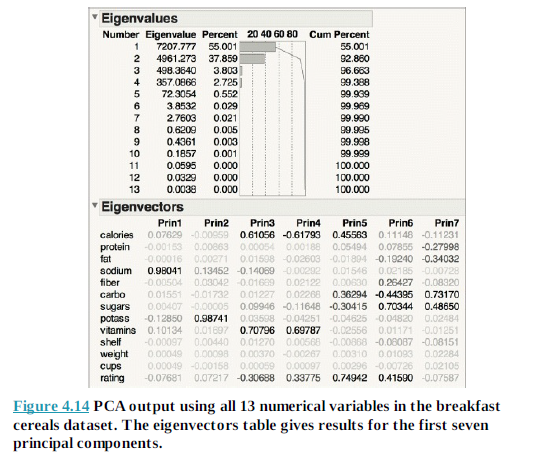 Eigenvalues
Number Eigenvalue Percent 20 40 60 80 Cum Percent
1 7207.777 55.001 55.001
2 4961.273 37.859 92.860
3 498.3640 3.803 96.663
4 357.0866 2.725 99.388
5 72.3054 0.552 99.939
6 3.8532 0.029 99.969
7 2.7603 0.021 99.990
8 0.6209 0.005 99.995
9 0.4361 0.003 99.998
10 0.1857 0.001 99.999
11 0.0595 0.000 100.000
12 0.0329 0.000 100.000
13 0.0038 0.000 100.000
Eigenvectors
Prin1 Prin2 Prin3 Prin4 Prin5 Prin6 Prin7
calories 0.07629 -0.00959 0.61056 -0.61793 0.45563 0.11146 -0.11231
protein -0.00153 0.00863 0.00054 0.00188 0.05494 0.07855 -0.27998
fat -0.00016 0.00271 0.01598 -0.02603 -0.01894 -0.19240 -0.34032
sodium 0.98041 0.13452 -0.14069 -0.00292 0.01546 0.02185 -0.00728
fiber -0.00504 0.03042 -0.01669 0.02122 0.00630 0.26427 -0.08320
carbo 0.01551 -0.01732 0.01227 0.02266 0.36294 -0.44395 0.73170
sugars 0.00407 -0.00005 0.09946 -0.11648 -0.30415 0.70344 0.48650
potass -0.12850 0.98741 0.03598 -0.04251 -0.04625 -0.04820 0.02484
vitamins 0.10134 0.01697 0.70796 0.69787 -0.02556 0.01171 -0.01251
shelf -0.00097 0.00440 0.01270 0.00566 -0.00868 -0.08067 -0.08151
weight 0.00049 0.00098 0.00370 -0.00267 0.00310 0.01093 0.02284
cups 0.00049 -0.00158 0.00059 0.00097 0.00296 -0.00726 0.02105
rating -0.07681 0.07217 -0.30688 0.33775 0.74942 0.41590 -0.07587
Figure 4.14 PCA output using all 13 numerical variables in the breakfast
cereals dataset. The eigenvectors table gives results for the first seven
principal components.